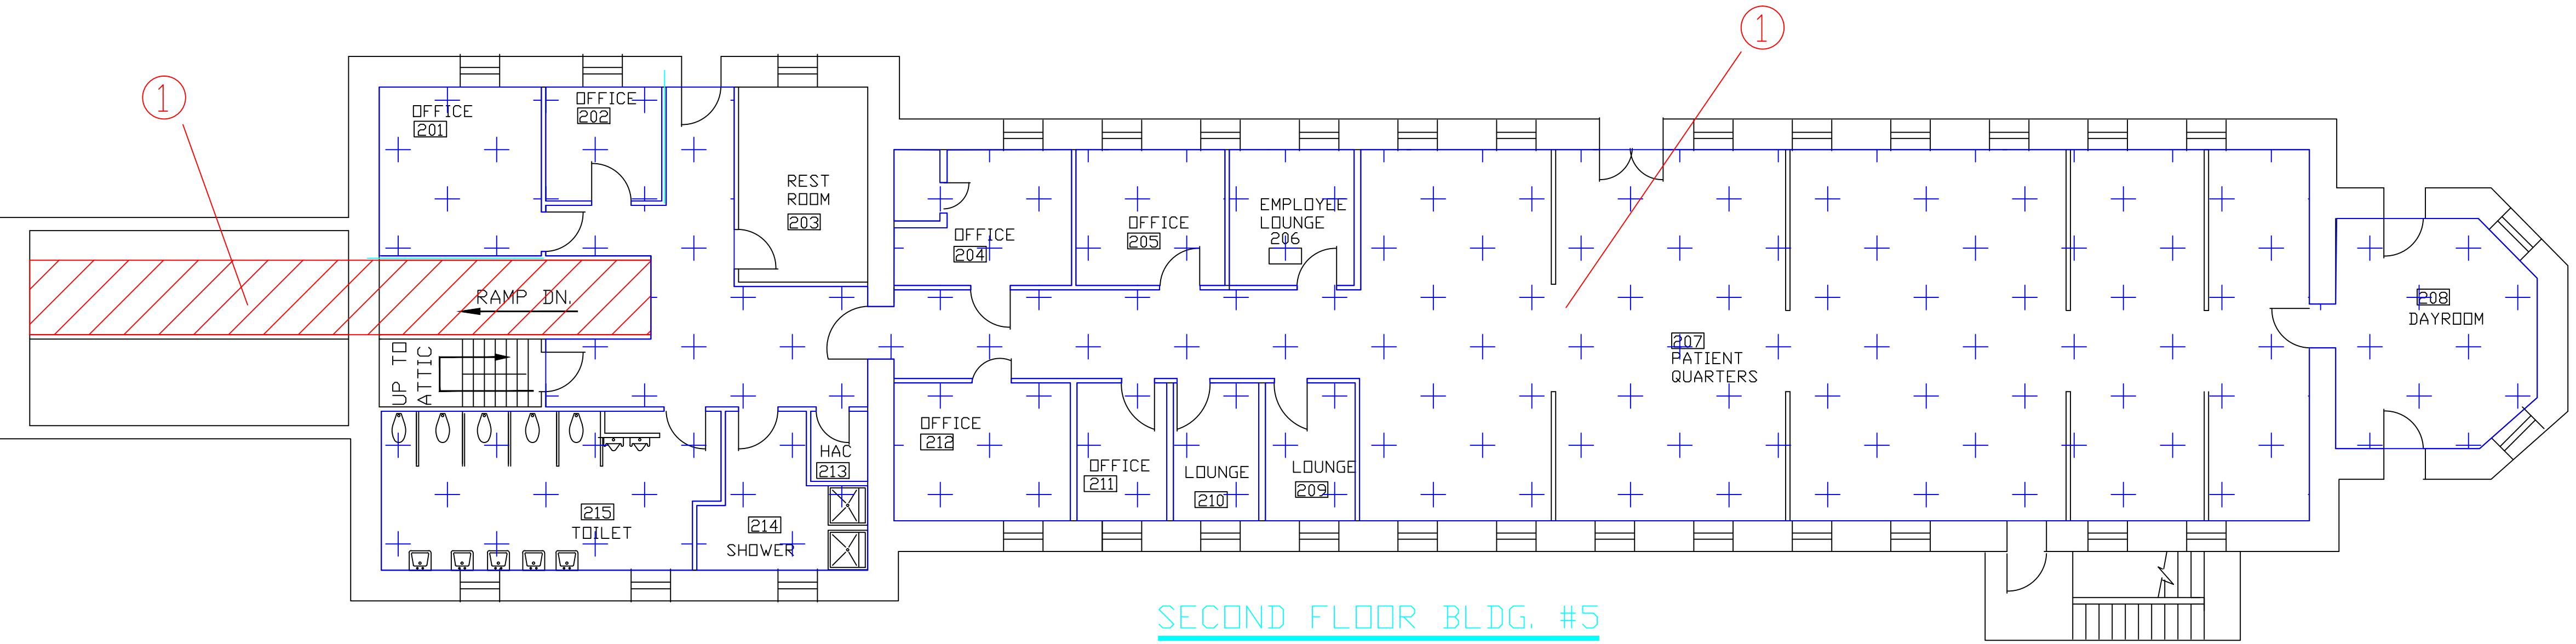 1
1
OFFICE
201
OFFICE
202
REST
ROOM
203
OFFICE
204
OFFICE
205
EMPLOYEE
LOUNGE
206
207
PATIENT
QUARTERS
208
DAYROOM
RAMP DN.
UP TO
ATTIC
OFFICE
212
OFFICE
211
LOUNGE
210
LOUNGE
209
HAC
213
214
SHOWER
215
TOILET
SECOND FLOOR BLDG. #5